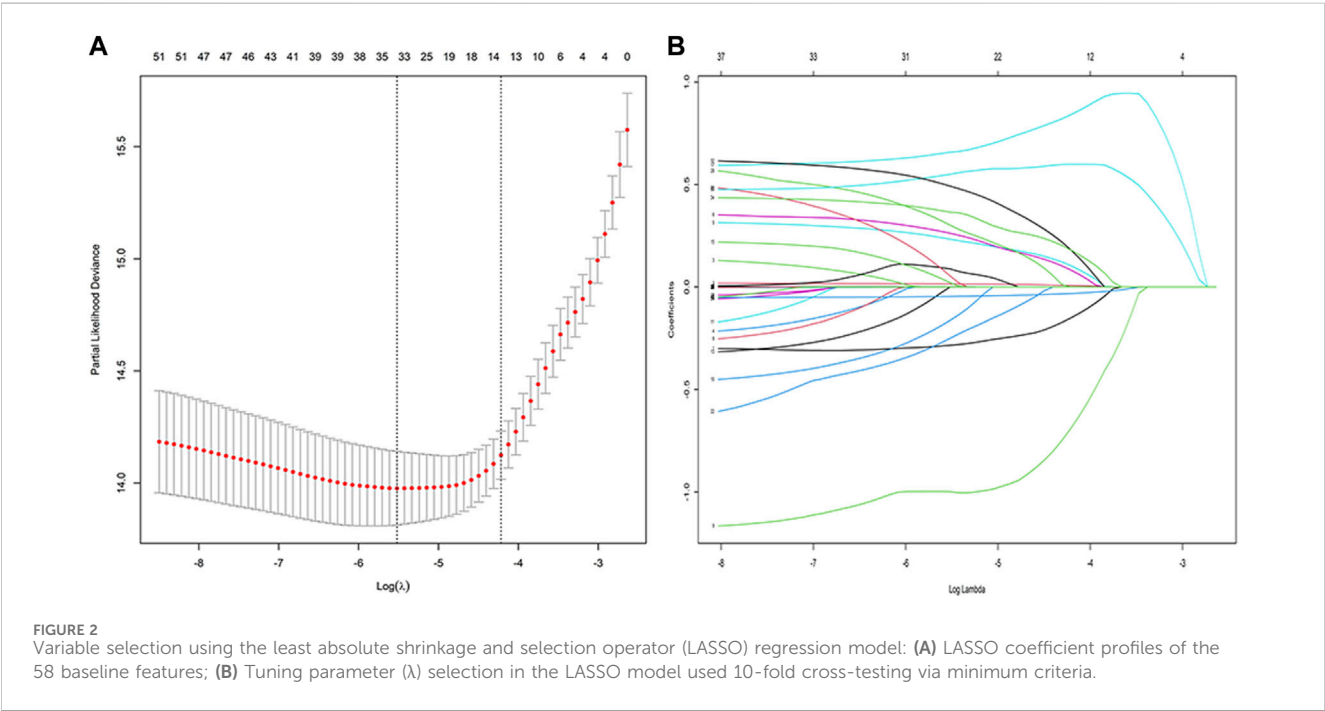 A
51 51 47 47 46 43 41 39 39 38 35 33 25 19 18 14 13 10 6 4 4 0
15.5
15.0
14.5
14.0
Partial Likelihood Deviance
-8 -7 -6 -5 -4 -3
Log(λ)
B
37 33 31 22 12 4
1.0
0.5
0.0
-0.5
-1.0
Coefficients
-8 -7 -6 -5 -4 -3
Log Lambda
FIGURE 2
Variable selection using the least absolute shrinkage and selection operator (LASSO) regression model: (A) LASSO coefficient profiles of the
58 baseline features; (B) Tuning parameter (λ) selection in the LASSO model used 10-fold cross-testing via minimum criteria.